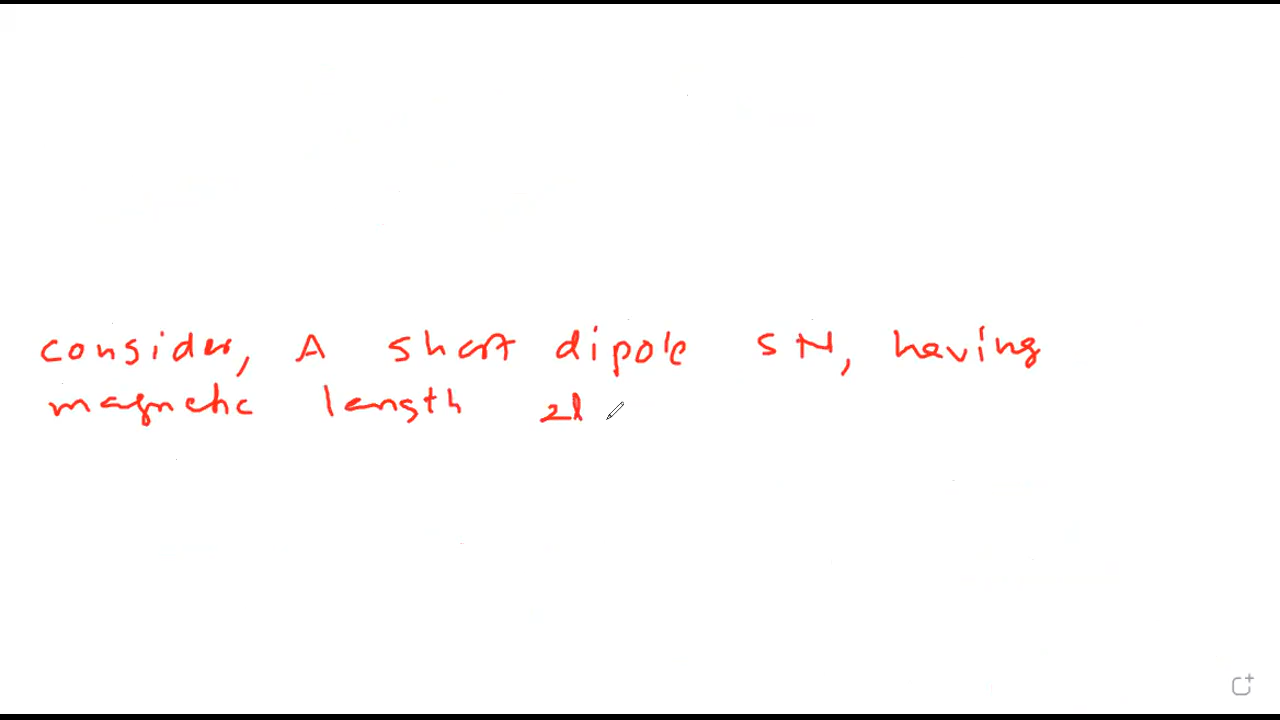 consider, A short dipole SN, having
magnetic length 2l